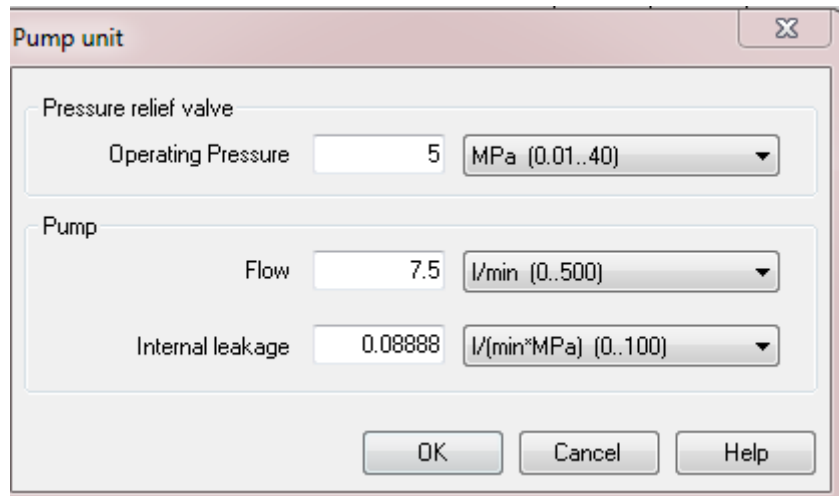 Pump unit
Pressure relief valve
Operating Pressure 5 MPa (0.01..40)
Pump
Flow 7.5 l/min (0..500)
Internal leakage 0.08888 l/(min*MPa) (0..100)
OK Cancel Help